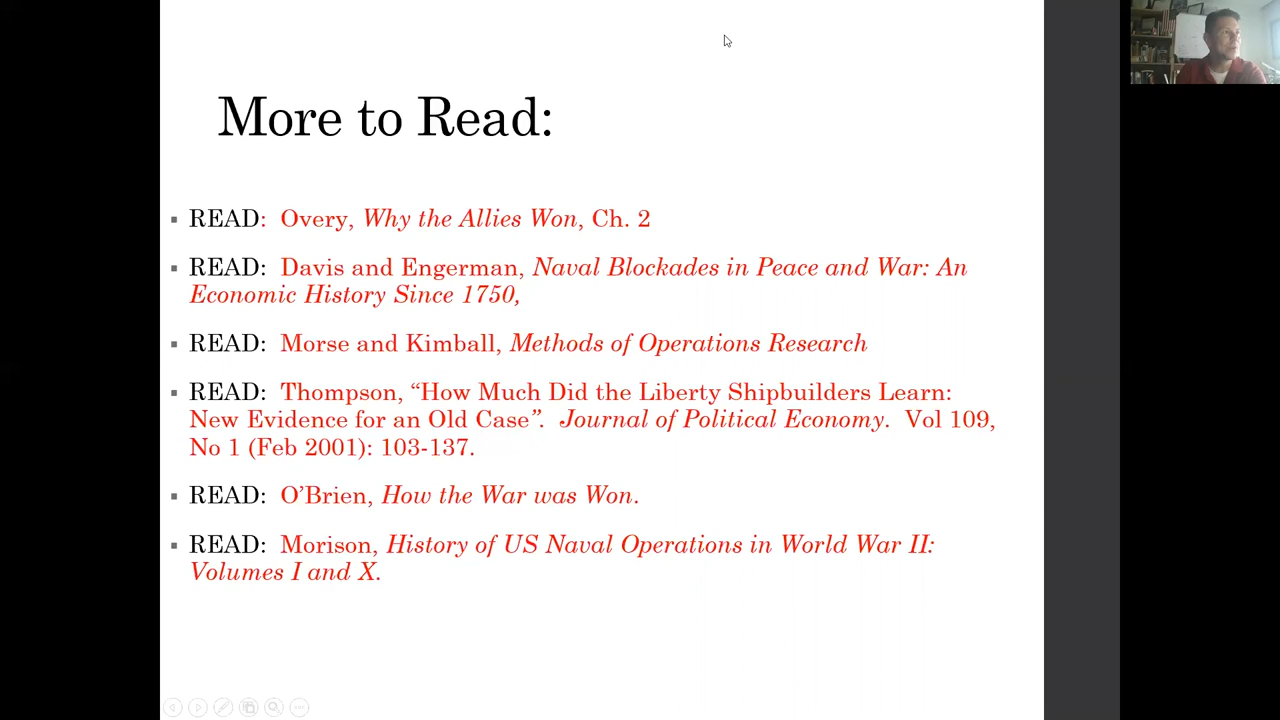 More to Read:
READ: Overy, Why the Allies Won, Ch. 2
READ: Davis and Engerman, Naval Blockades in Peace and War: An
Economic History Since 1750,
READ: Morse and Kimball, Methods of Operations Research
READ: Thompson, “How Much Did the Liberty Shipbuilders Learn:
New Evidence for an Old Case”. Journal of Political Economy. Vol 109,
No 1 (Feb 2001): 103-137.
READ: O’Brien, How the War was Won.
READ: Morison, History of US Naval Operations in World War II:
Volumes I and X.